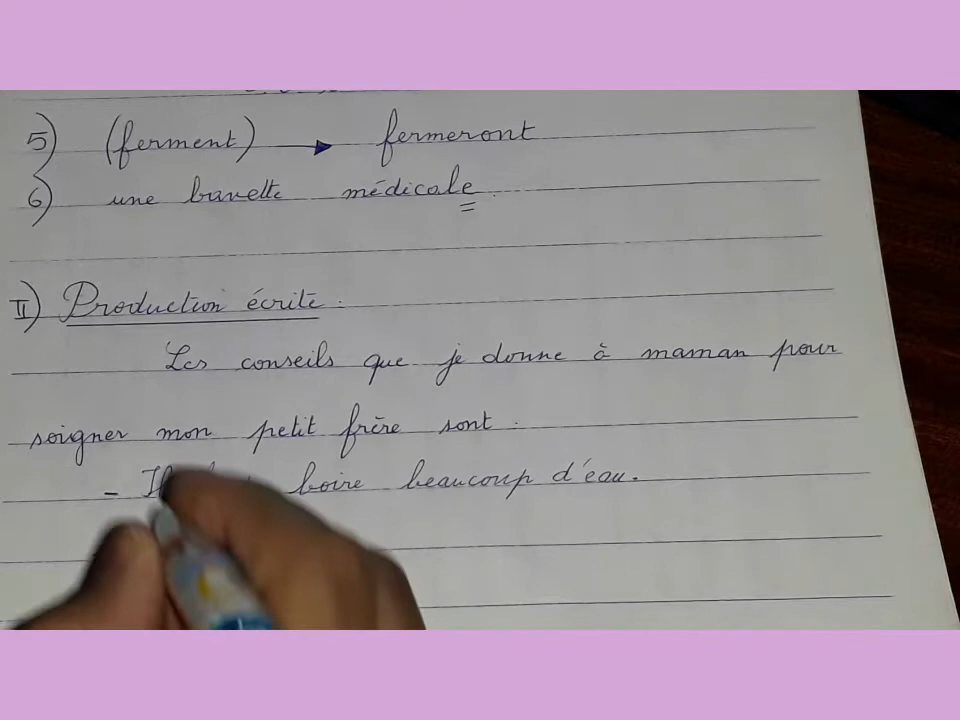 5) (ferment) → fermeront
6) une bavette médicale.
II) Production écrite.
Les conseils que je donne à maman pour
soigner mon petit frère sont.
- boire beaucoup d'eau.